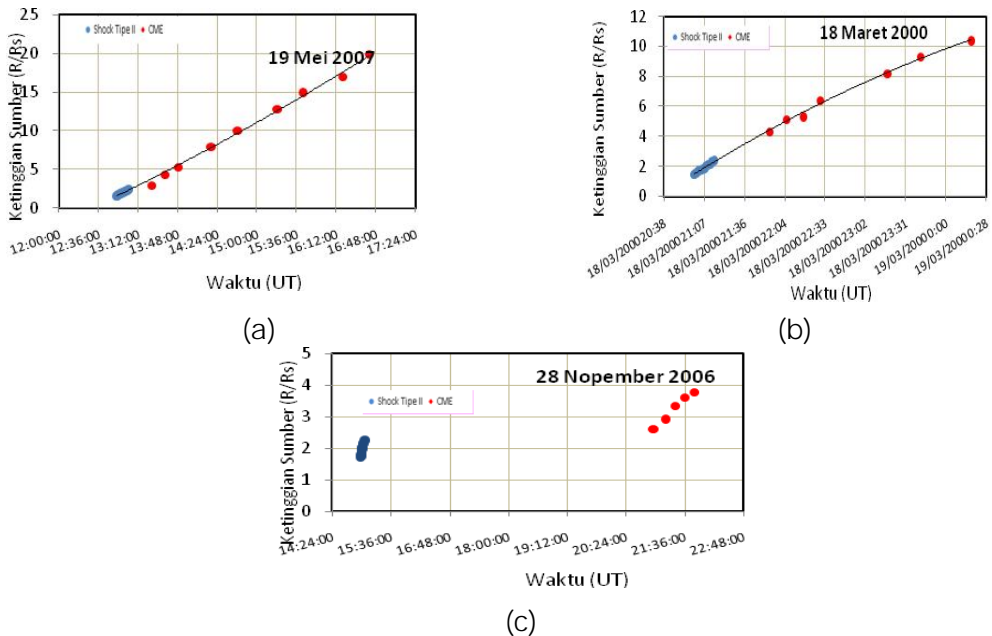 25
20
15
10
5
0
Ketinggian Sumber (R/Rs)
Shock Tipe II CME
19 Mei 2007
12:00:00 12:36:00 13:12:00 13:48:00 14:24:00 15:00:00 15:36:00 16:12:00 16:48:00 17:24:00
Waktu (UT)
(a)
12
10
8
6
4
2
0
Ketinggian Sumber (R/Rs)
Shock Tipe II CME
18 Maret 2000
18/03/2000 20:38 18/03/2000 21:07 18/03/2000 21:36 18/03/2000 22:04 18/03/2000 22:33 18/03/2000 23:02 18/03/2000 23:31 19/03/2000 0:00 19/03/2000 0:28
Waktu (UT)
(b)
5
4
3
2
1
0
Ketinggian Sumber (R/Rs)
Shock Tipe II CME
28 Nopember 2006
14:24:00 15:36:00 16:48:00 18:00:00 19:12:00 20:24:00 21:36:00 22:48:00
Waktu (UT)
(c)